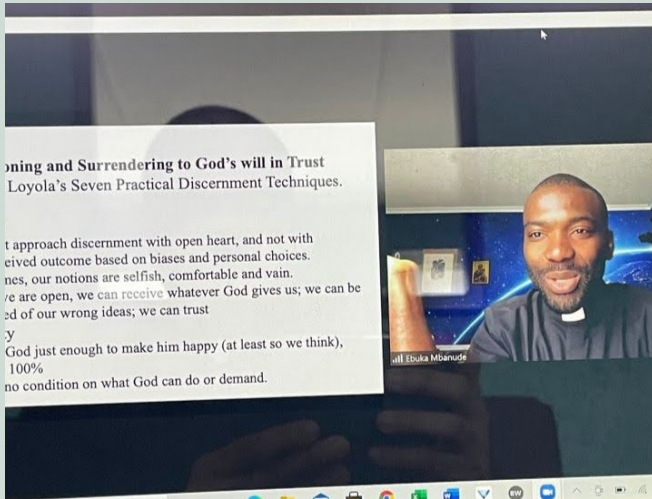 oning and Surrendering to God's will in Trust
Loyola's Seven Practical Discernment Techniques.
t approach discernment with open heart, and not with
eived outcome based on biases and personal choices.
nes, our notions are selfish, comfortable and vain.
e are open, we can receive whatever God gives us; we can be
ed of our wrong ideas; we can trust
y
God just enough to make him happy (at least so we think),
100%
no condition on what God can do or demand.
Ebuka Mbanude
EW